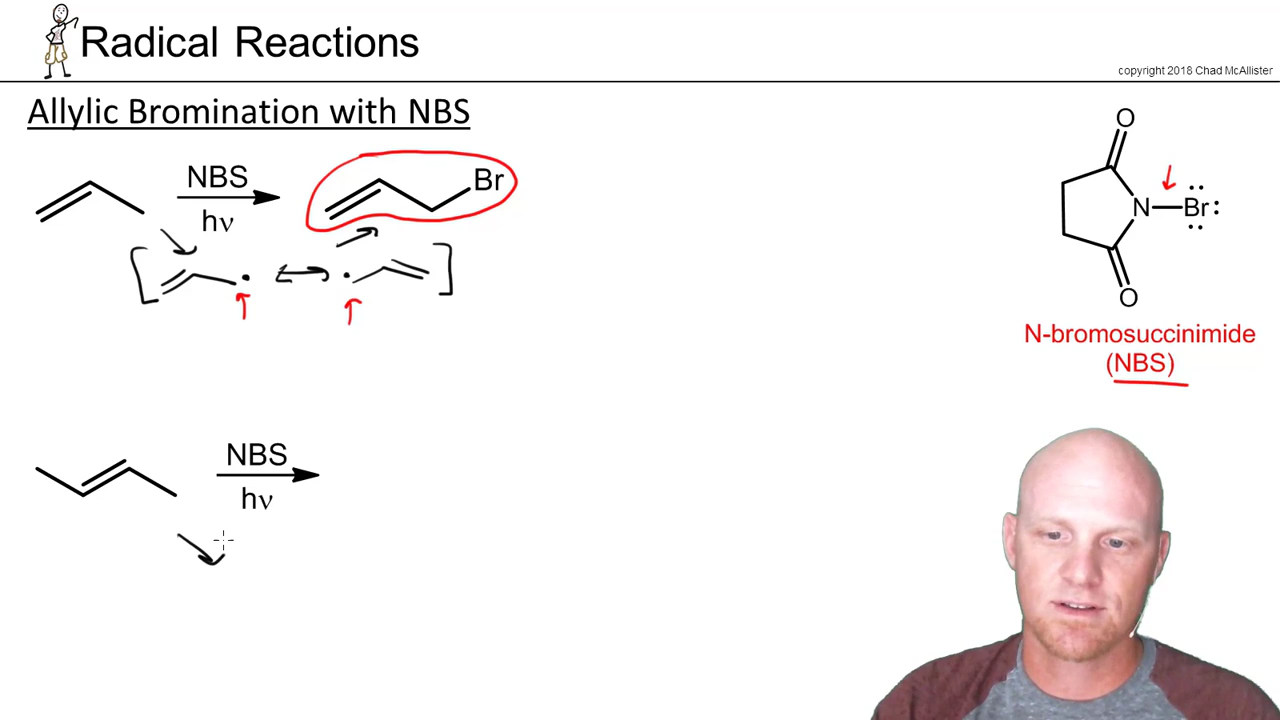 Radical Reactions
copyright 2018 Chad McAllister
Allylic Bromination with NBS
NBS
hν
Br
O
N
Br
O
N-bromosuccinimide
(NBS)
NBS
hν